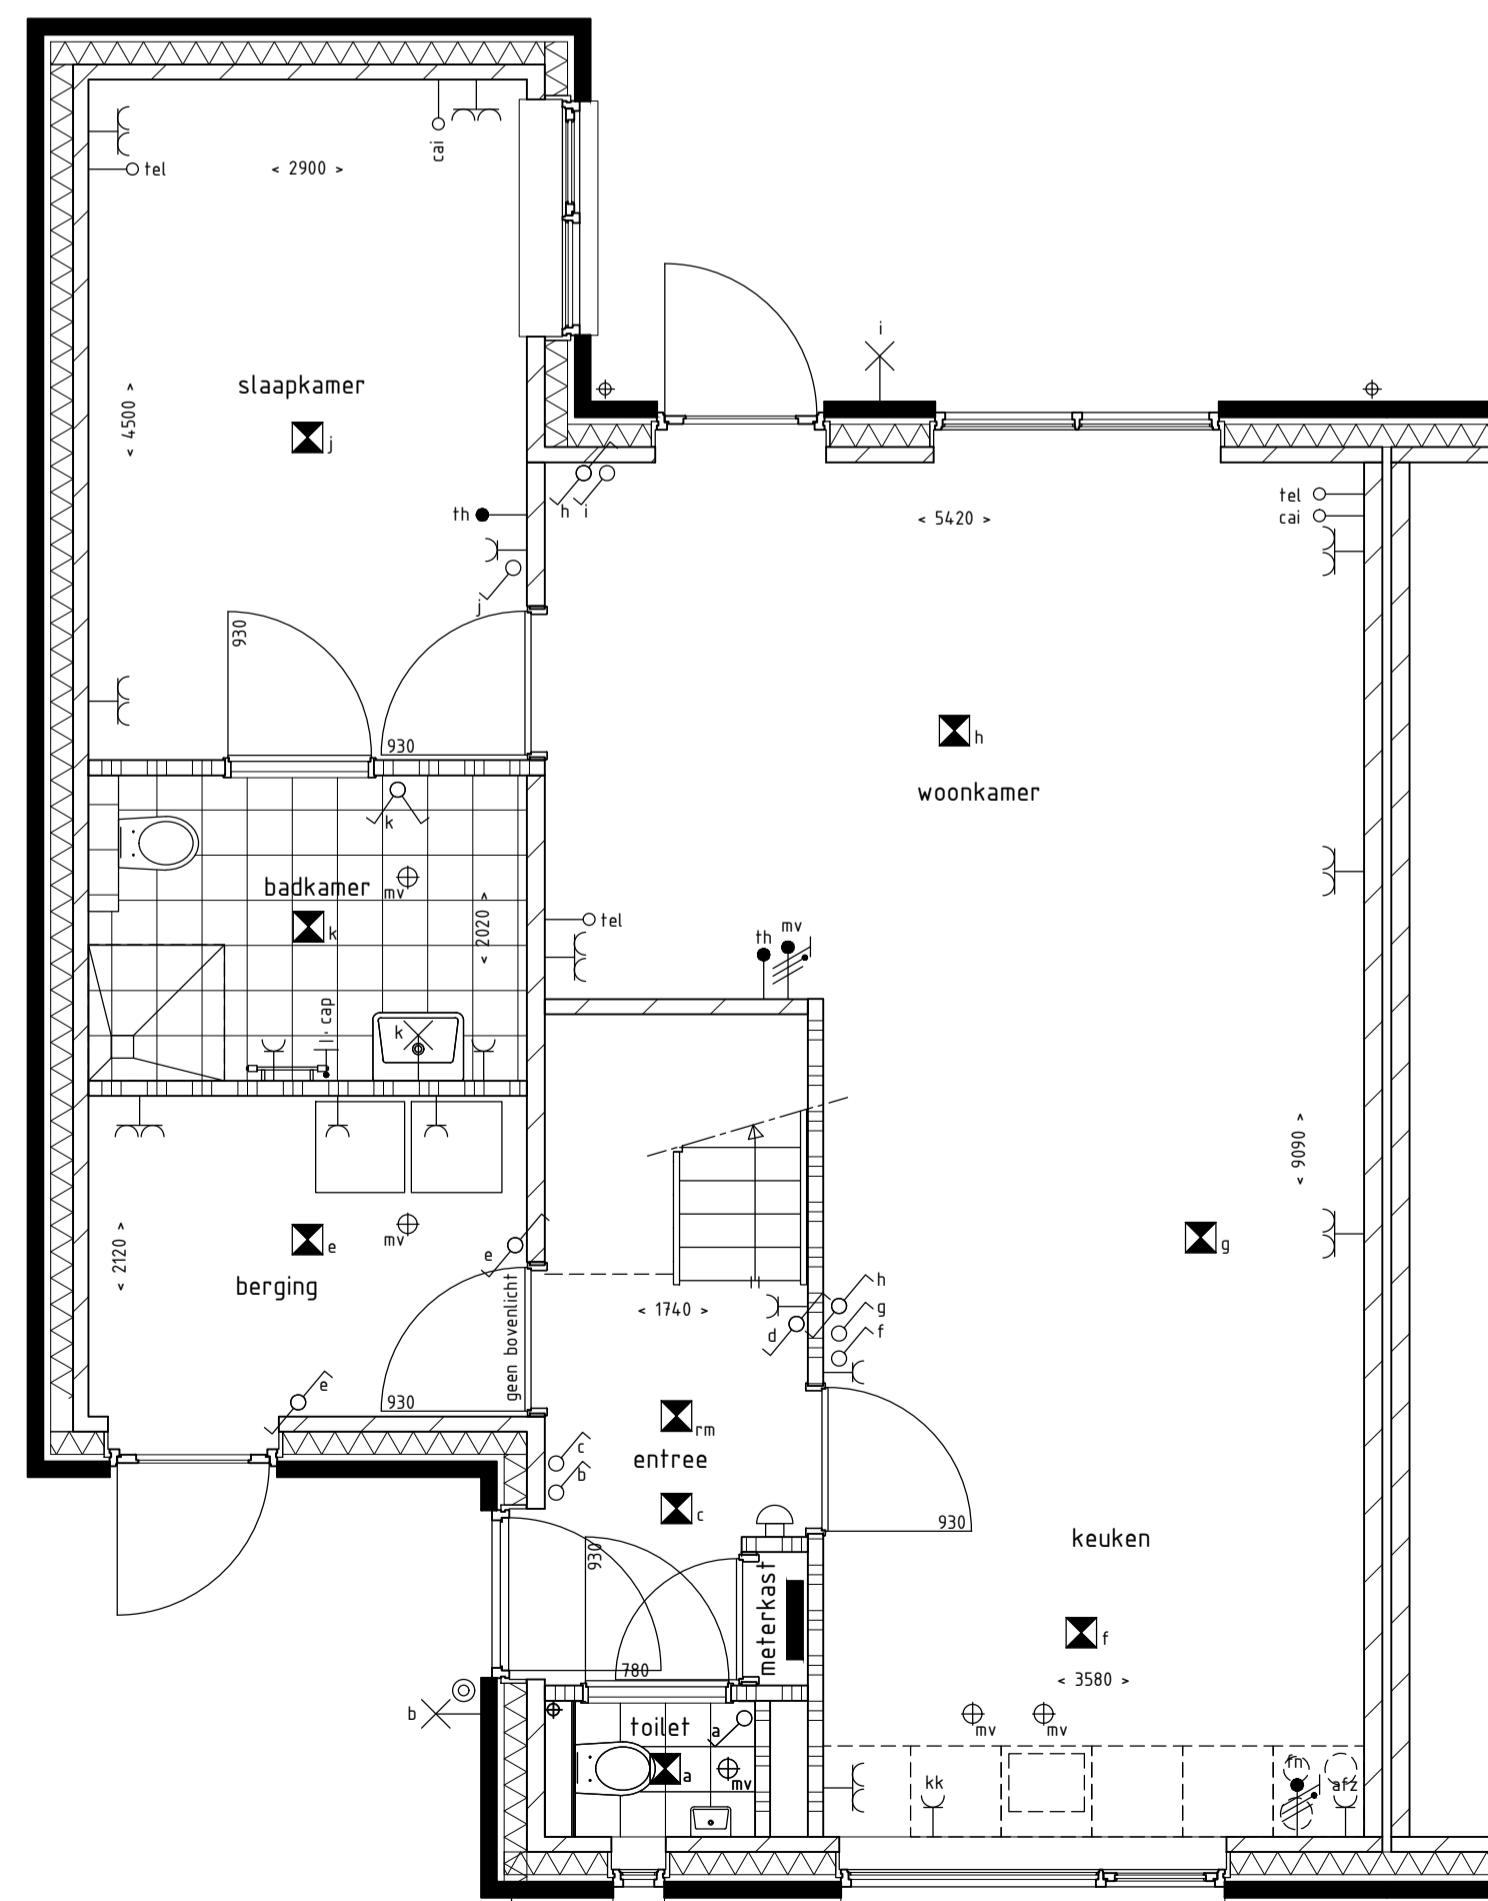 cai
tel
< 2900 >
i
slaapkamer
< 4500 >
j
th
h i
tel
cai
< 5420 >
j
930
930
h
woonkamer
k
badkamer
mv
k
< 2020 >
tel
th
mv
cap
k
< 9090 >
mv
e
e
g
< 2120 >
berging
geen bovenlicht
< 1740 >
h
g
f
d
e
930
rm
entree
c
b
c
930
keuken
930
meterkast
f
780
< 3580 >
b
mv
mv
toilet
a
a
mv
kk
fn
afz